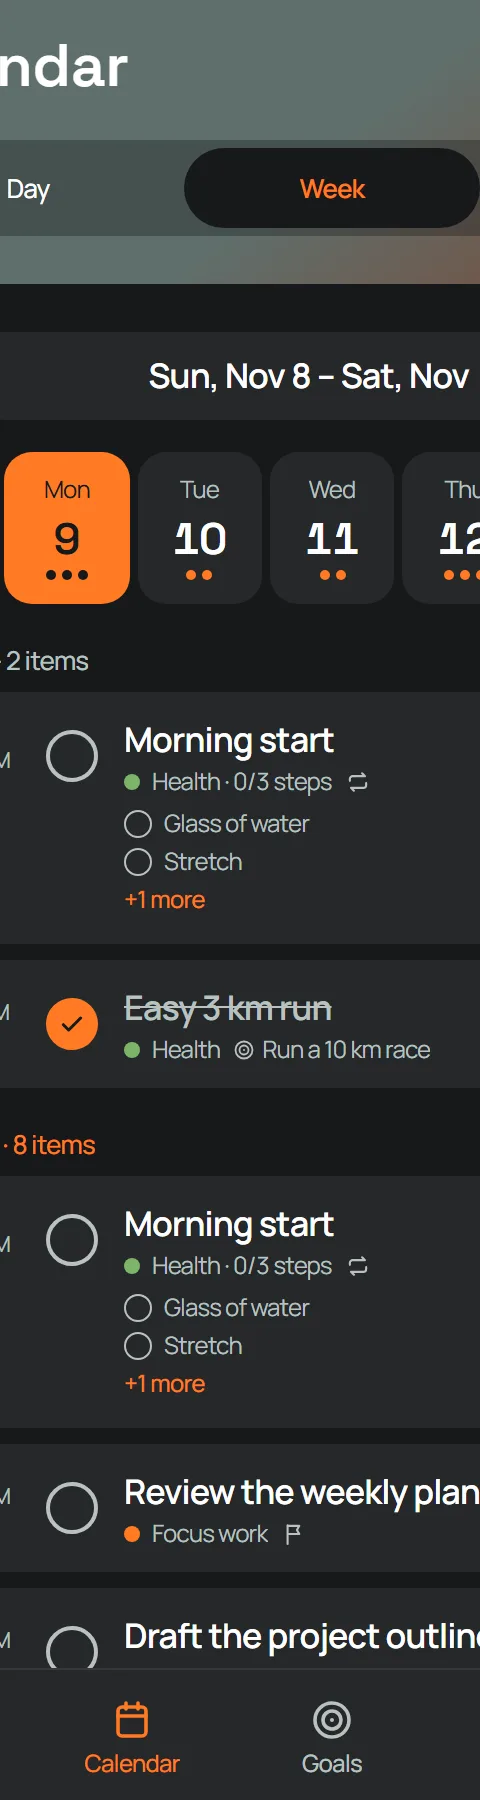 ndar
Day
Week
Sun, Nov 8 – Sat, Nov
Mon
Tue
Wed
Thu
9
10
11
12
· 2 items
M
Morning start
Health · 0/3 steps
Glass of water
Stretch
+1 more
M
Easy 3 km run
Health
Run a 10 km race
· 8 items
M
Morning start
Health · 0/3 steps
Glass of water
Stretch
+1 more
M
Review the weekly plan
Focus work
M
Draft the project outline
Calendar
Goals